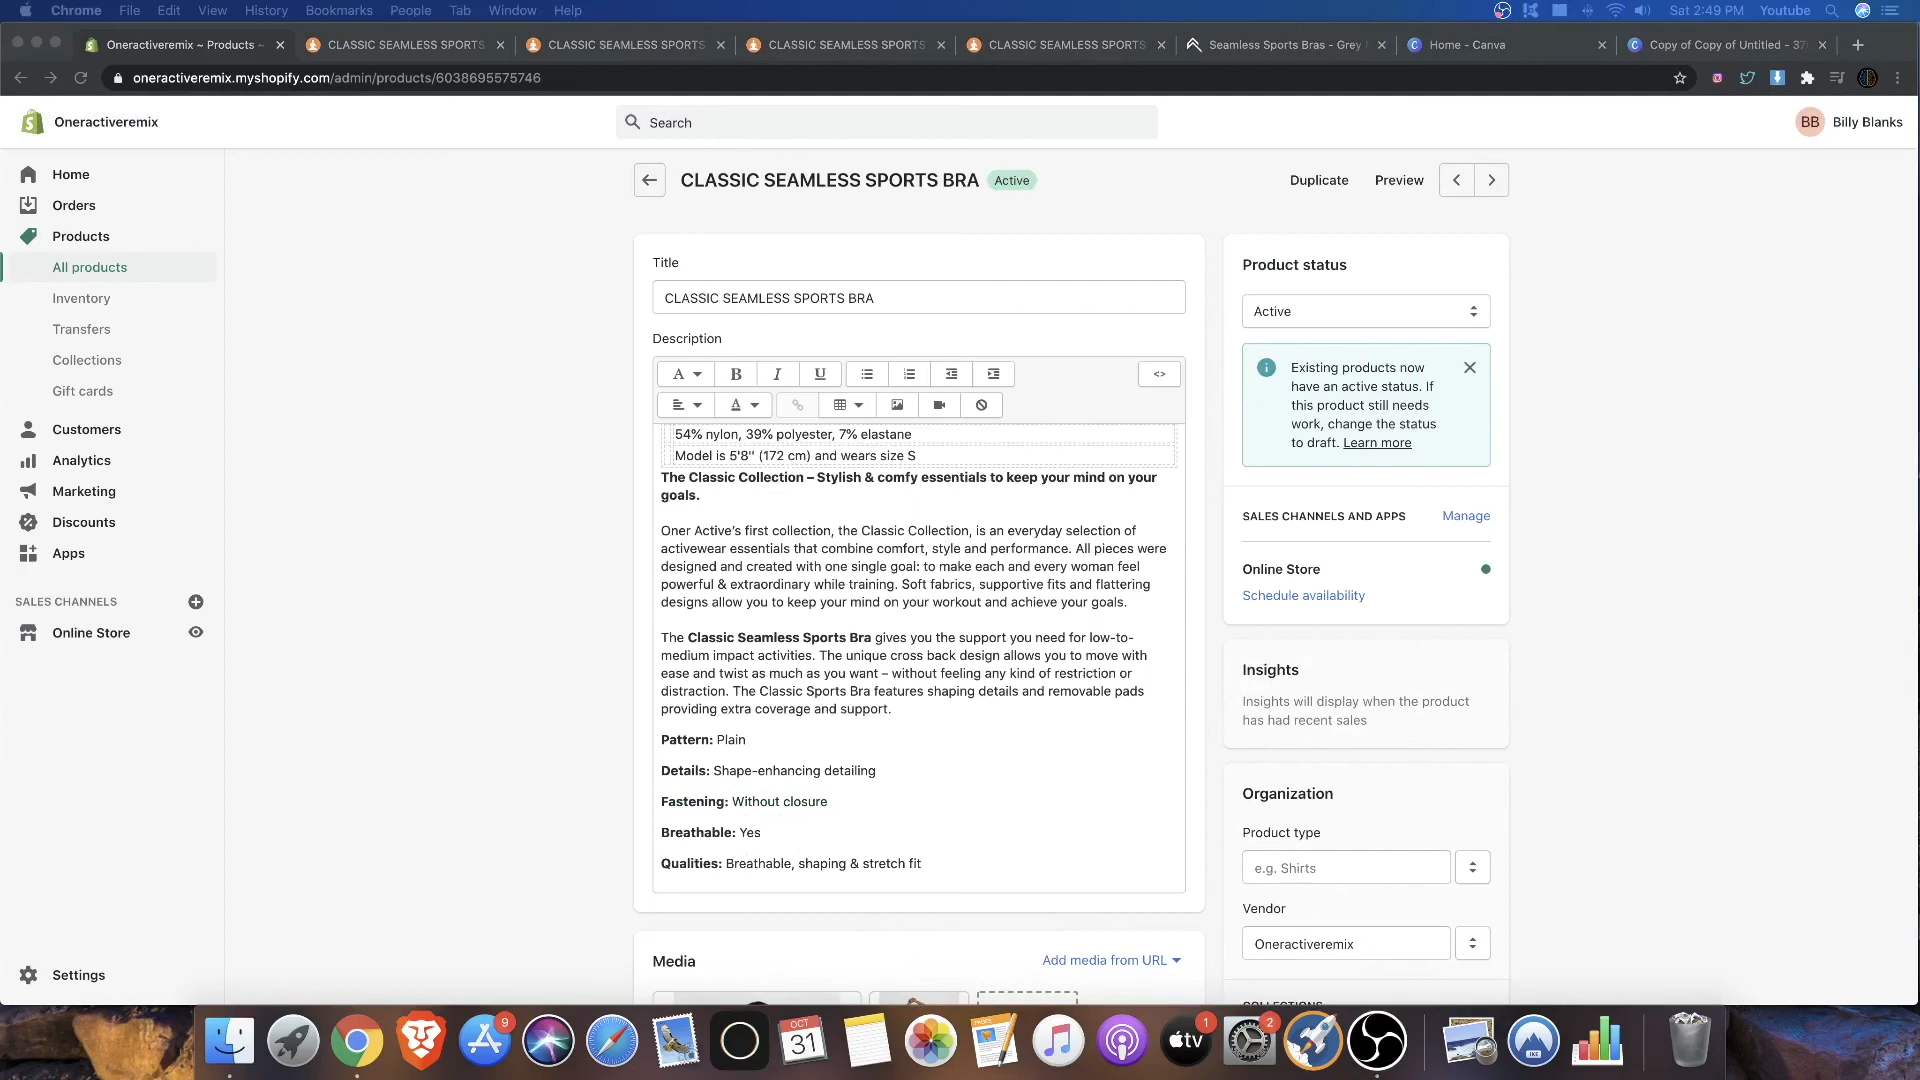 Chrome File Edit View History Bookmarks People Tab Window Help
Sat 2:49 PM Youtube
Oneractiveremix ~ Products ~
CLASSIC SEAMLESS SPORTS
CLASSIC SEAMLESS SPORTS
CLASSIC SEAMLESS SPORTS
CLASSIC SEAMLESS SPORTS
Seamless Sports Bras - Grey
Home - Canva
Copy of Copy of Untitled - 37
oneractiveremix.myshopify.com/admin/products/6038695575746
Oneractiveremix
Search
BB Billy Blanks
Home
Orders
Products
All products
Inventory
Transfers
Collections
Gift cards
Customers
Analytics
Marketing
Discounts
Apps
SALES CHANNELS
Online Store
Settings
CLASSIC SEAMLESS SPORTS BRA Active
Duplicate Preview
Title
CLASSIC SEAMLESS SPORTS BRA
Description
A B I U
<>
A
54% nylon, 39% polyester, 7% elastane
Model is 5'8'' (172 cm) and wears size S
The Classic Collection – Stylish & comfy essentials to keep your mind on your
goals.
Oner Active's first collection, the Classic Collection, is an everyday selection of
activewear essentials that combine comfort, style and performance. All pieces were
designed and created with one single goal: to make each and every woman feel
powerful & extraordinary while training. Soft fabrics, supportive fits and flattering
designs allow you to keep your mind on your workout and achieve your goals.
The Classic Seamless Sports Bra gives you the support you need for low-to-
medium impact activities. The unique cross back design allows you to move with
ease and twist as much as you want – without feeling any kind of restriction or
distraction. The Classic Sports Bra features shaping details and removable pads
providing extra coverage and support.
Pattern: Plain
Details: Shape-enhancing detailing
Fastening: Without closure
Breathable: Yes
Qualities: Breathable, shaping & stretch fit
Media
Add media from URL
Product status
Active
Existing products now
have an active status. If
this product still needs
work, change the status
to draft. Learn more
SALES CHANNELS AND APPS Manage
Online Store
Schedule availability
Insights
Insights will display when the product
has had recent sales
Organization
Product type
e.g. Shirts
Vendor
Oneractiveremix
COLLECTIONS
9
OCT
31
tv
1
2